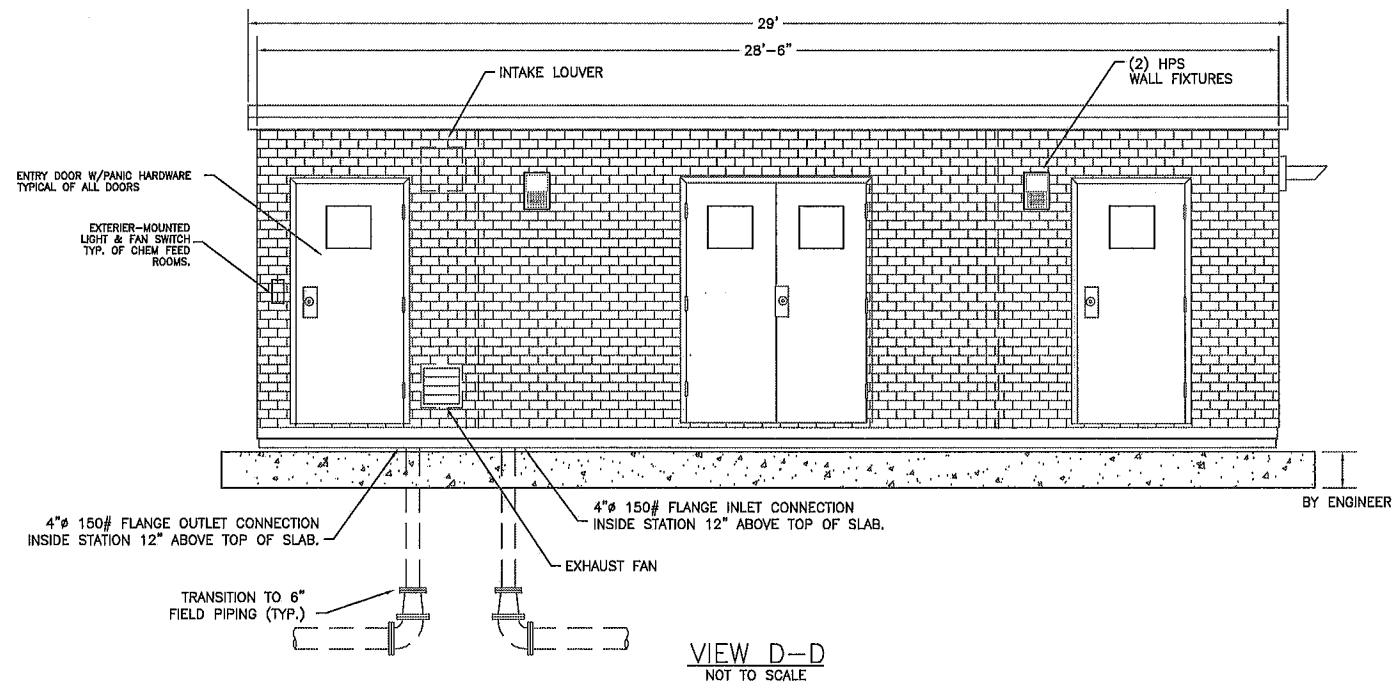 29'
28'-6"
INTAKE LOUVER
(2) HPS
WALL FIXTURES
ENTRY DOOR W/PANIC HARDWARE
TYPICAL OF ALL DOORS
EXTERIER-MOUNTED
LIGHT & FAN SWITCH
TYP. OF CHEM FEED
ROOMS.
BY ENGINEER
4"ø 150# FLANGE OUTLET CONNECTION
INSIDE STATION 12" ABOVE TOP OF SLAB.
4"ø 150# FLANGE INLET CONNECTION
INSIDE STATION 12" ABOVE TOP OF SLAB.
EXHAUST FAN
TRANSITION TO 6"
FIELD PIPING (TYP.)
VIEW D-D
NOT TO SCALE